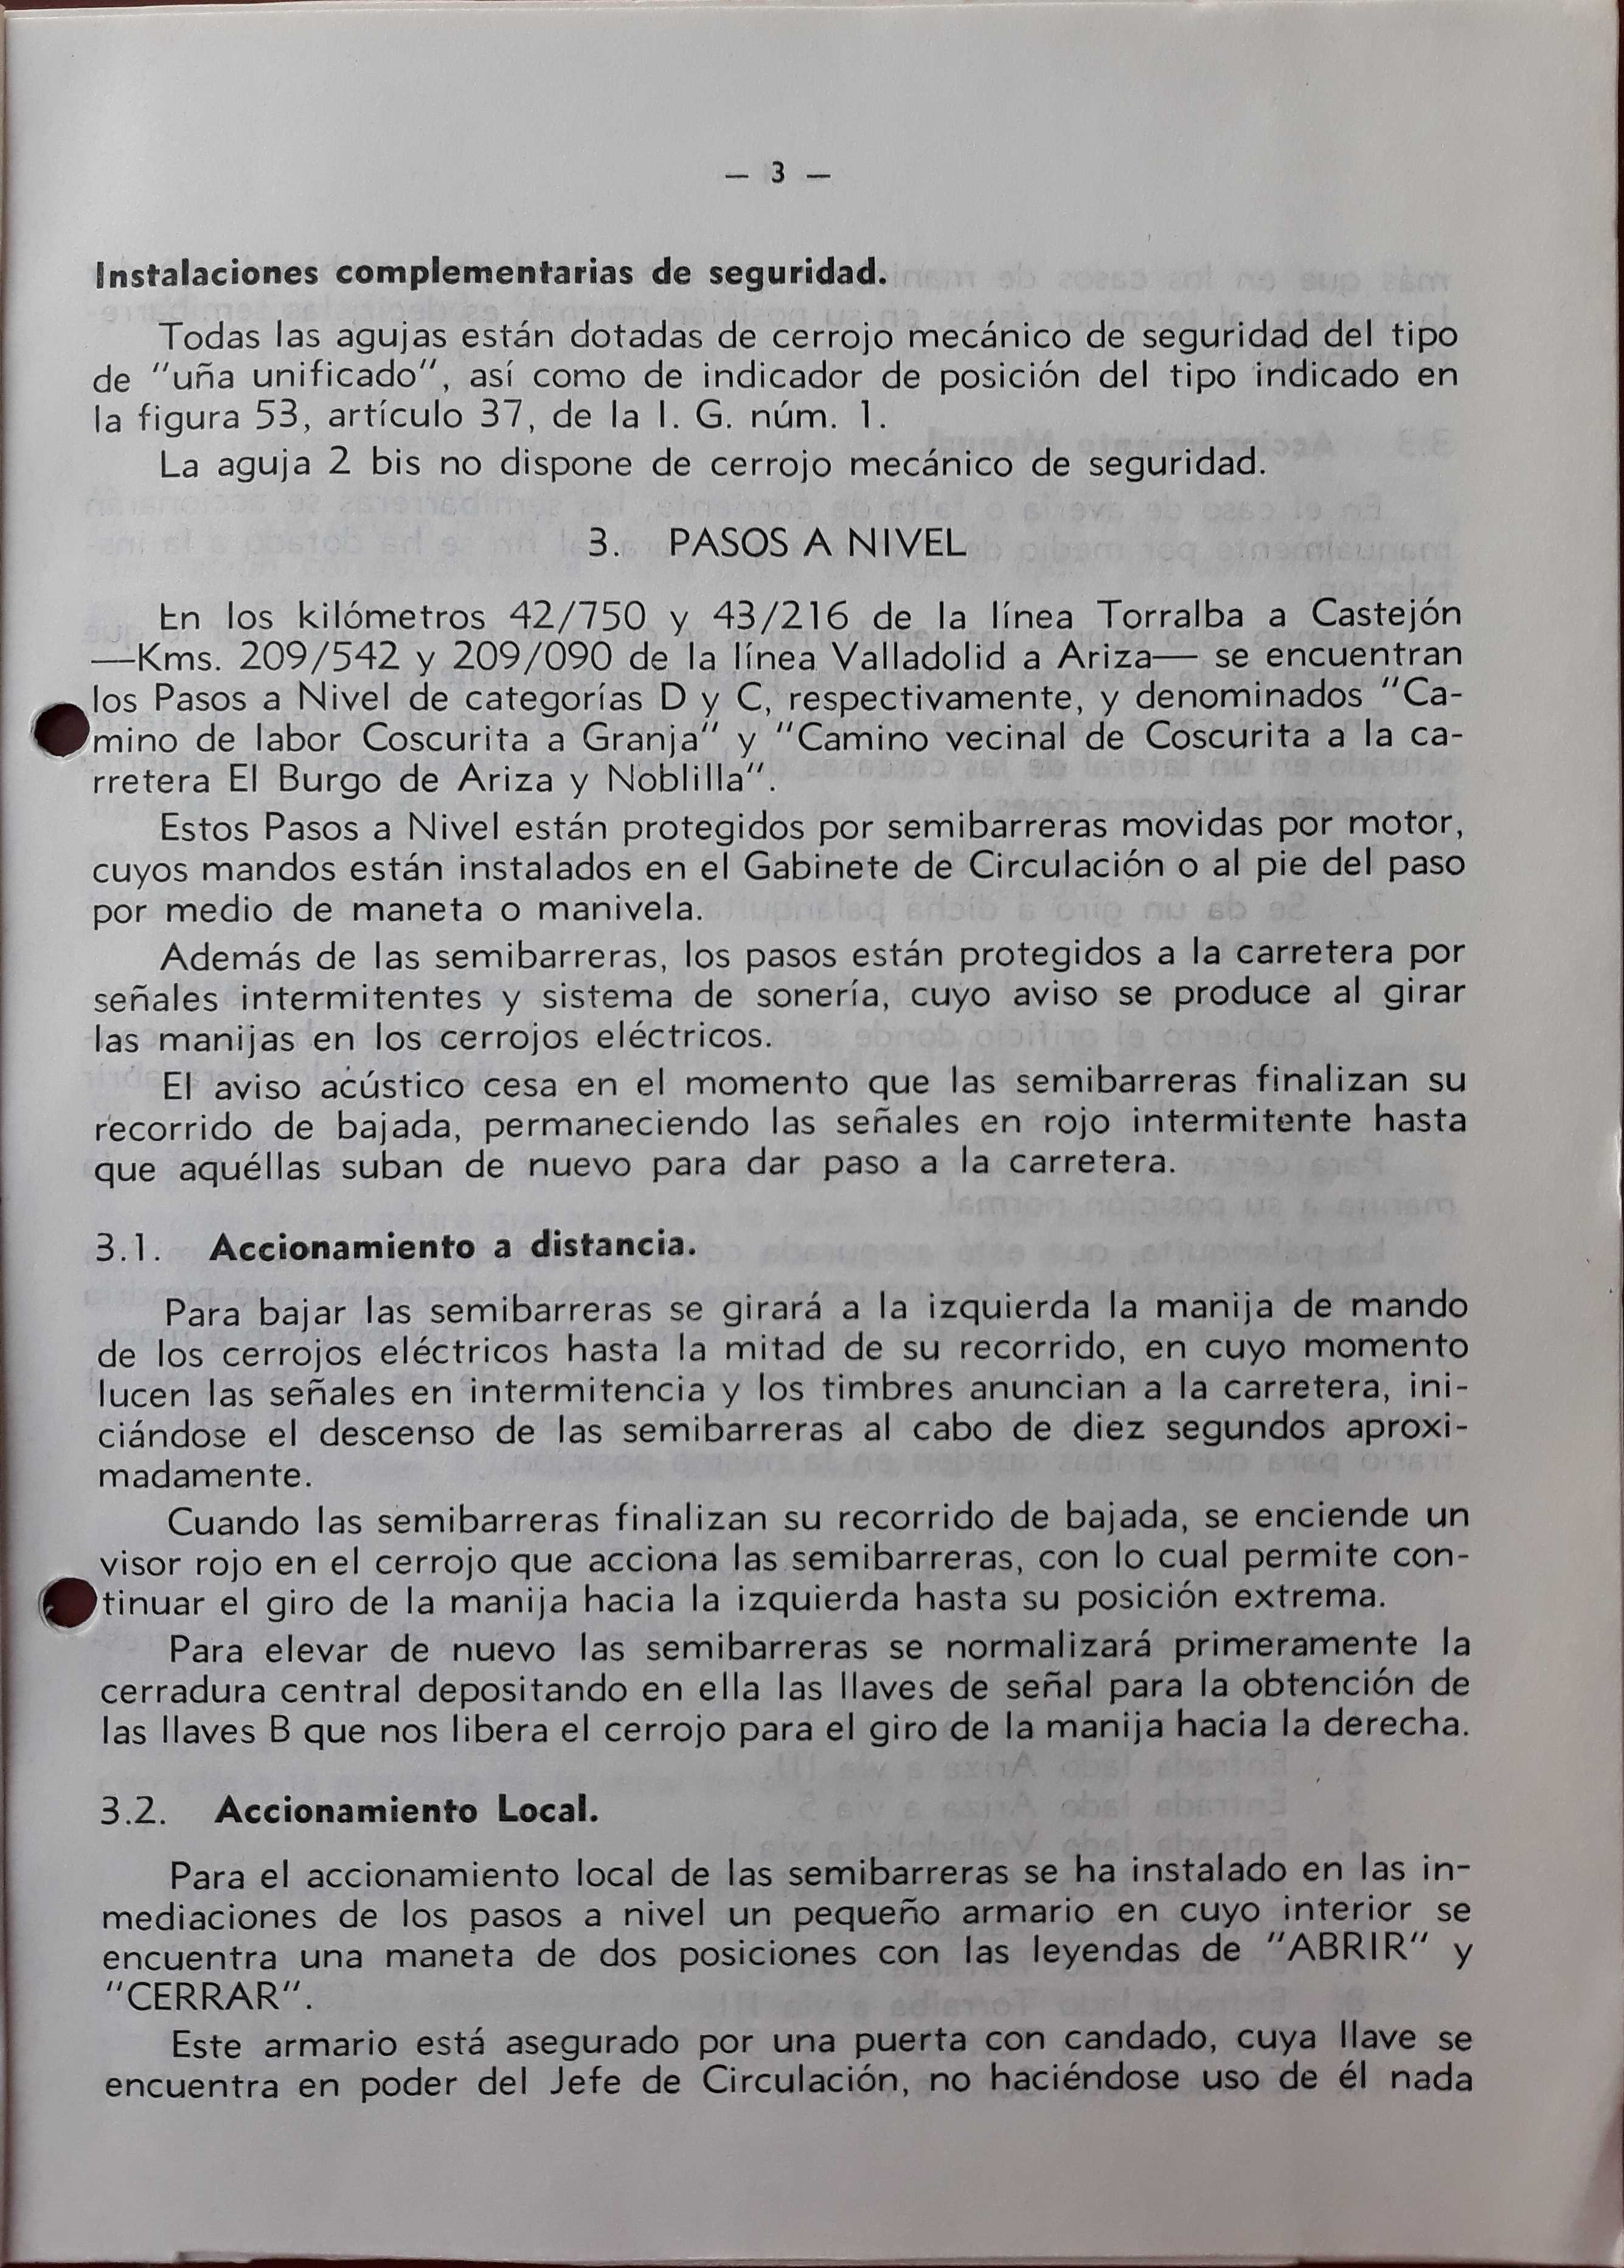 — 3 —
Instalaciones complementarias de seguridad.
Todas las agujas están dotadas de cerrojo mecánico de seguridad del tipo
de "uña unificado", así como de indicador de posición del tipo indicado en
la figura 53, artículo 37, de la I. G. núm. 1.
La aguja 2 bis no dispone de cerrojo mecánico de seguridad.
3. PASOS A NIVEL
En los kilómetros 42/750 y 43/216 de la línea Torralba a Castejón
—Kms. 209/542 y 209/090 de la línea Valladolid a Ariza— se encuentran
los Pasos a Nivel de categorías D y C, respectivamente, y denominados "Ca-
mino de labor Coscurita a Granja" y "Camino vecinal de Coscurita a la ca-
rretera El Burgo de Ariza y Noblilla".
Estos Pasos a Nivel están protegidos por semibarreras movidas por motor,
cuyos mandos están instalados en el Gabinete de Circulación o al pie del paso
por medio de maneta o manivela.
Además de las semibarreras, los pasos están protegidos a la carretera por
señales intermitentes y sistema de sonería, cuyo aviso se produce al girar
las manijas en los cerrojos eléctricos.
El aviso acústico cesa en el momento que las semibarreras finalizan su
recorrido de bajada, permaneciendo las señales en rojo intermitente hasta
que aquéllas suban de nuevo para dar paso a la carretera.
3.1. Accionamiento a distancia.
Para bajar las semibarreras se girará a la izquierda la manija de mando
de los cerrojos eléctricos hasta la mitad de su recorrido, en cuyo momento
lucen las señales en intermitencia y los timbres anuncian a la carretera, ini-
ciándose el descenso de las semibarreras al cabo de diez segundos aproxi-
madamente.
Cuando las semibarreras finalizan su recorrido de bajada, se enciende un
visor rojo en el cerrojo que acciona las semibarreras, con lo cual permite con-
tinuar el giro de la manija hacia la izquierda hasta su posición extrema.
Para elevar de nuevo las semibarreras se normalizará primeramente la
cerradura central depositando en ella las llaves de señal para la obtención de
las llaves B que nos libera el cerrojo para el giro de la manija hacia la derecha.
3.2. Accionamiento Local.
Para el accionamiento local de las semibarreras se ha instalado en las in-
mediaciones de los pasos a nivel un pequeño armario en cuyo interior se
encuentra una maneta de dos posiciones con las leyendas de "ABRIR" y
"CERRAR".
Este armario está asegurado por una puerta con candado, cuya llave se
encuentra en poder del Jefe de Circulación, no haciéndose uso de él nada